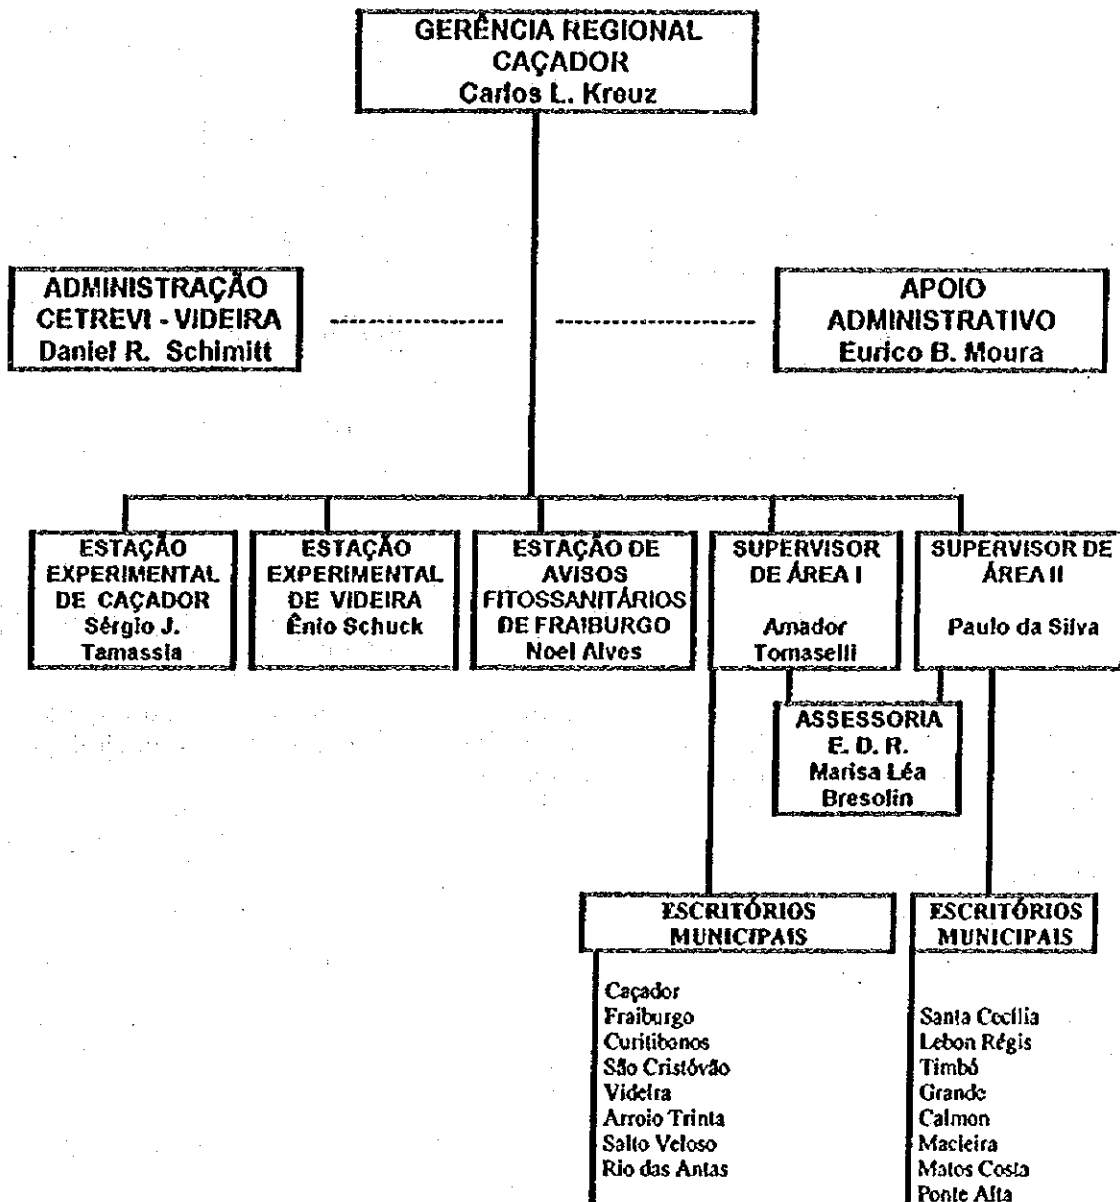 GERÊNCIA REGIONAL
CAÇADOR
Carlos L. Kreuz
ADMINISTRAÇÃO
CETREVI - VIDEIRA
Daniel R. Schimitt
APOIO
ADMINISTRATIVO
Eurico B. Moura
ESTAÇÃO
EXPERIMENTAL
DE CAÇADOR
Sérgio J.
Tamassia
ESTAÇÃO
EXPERIMENTAL
DE VIDEIRA
Ênio Schuck
ESTAÇÃO DE
AVISOS
FITOSSANITÁRIOS
DE FRAIBURGO
Noel Alves
SUPERVISOR
DE ÁREA I
Amador
Tomaselli
SUPERVISOR DE
ÁREA II
Paulo da Silva
ASSESSORIA
E. D. R.
Marisa Léa
Bresolin
ESCRITÓRIOS
MUNICIPAIS
Caçador
Fraiburgo
Curitibanos
São Cristóvão
Videira
Arroio Trinta
Salto Veloso
Rio das Antas
ESCRITÓRIOS
MUNICIPAIS
Santa Cecília
Lebon Régis
Timbó
Grande
Calmon
Macieira
Matos Costa
Ponte Alta